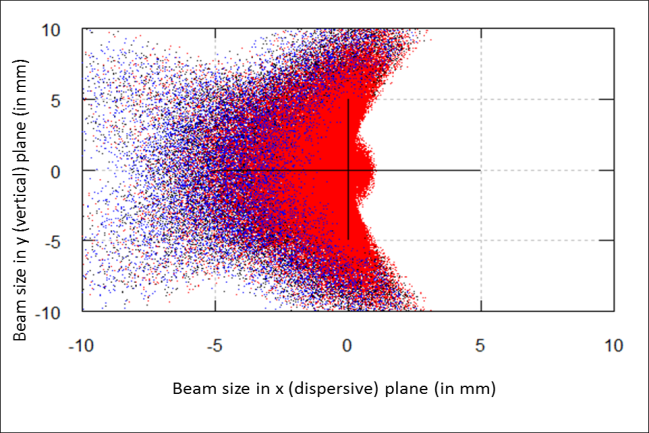 10
5
0
-5
-10
Beam size in y (vertical) plane (in mm)
-10 -5 0 5 10
Beam size in x (dispersive) plane (in mm)